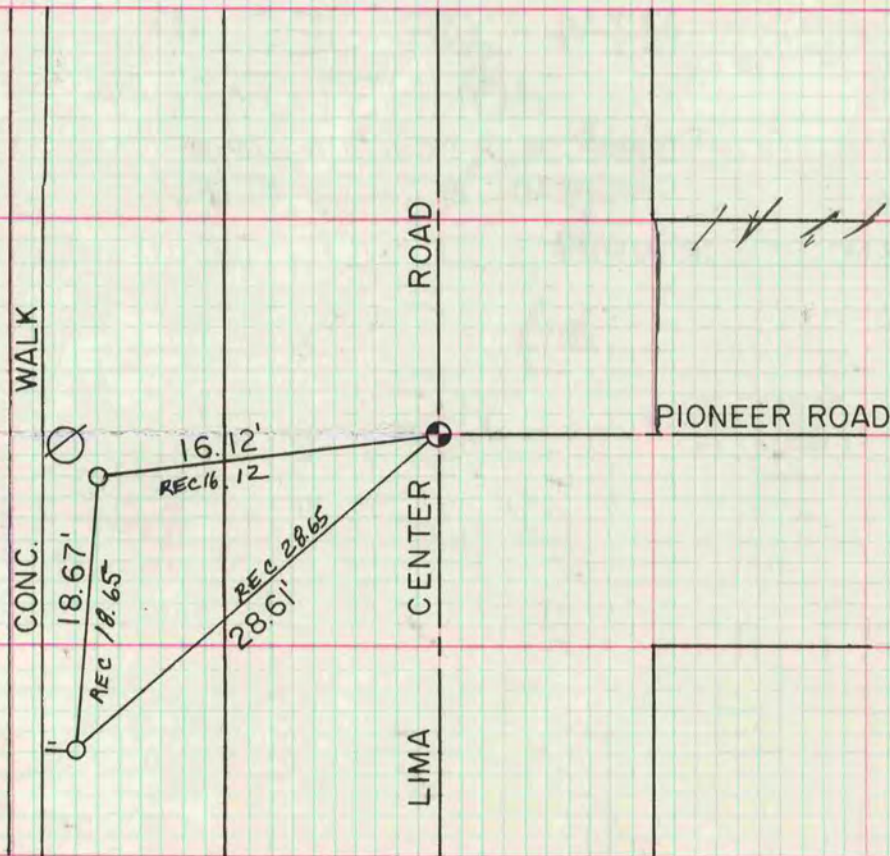 CONC. WALK
LIMA CENTER ROAD
PIONEER ROAD
16.12'
REC 16.12
18.67'
REC 18.65
REC 28.65
28.61'